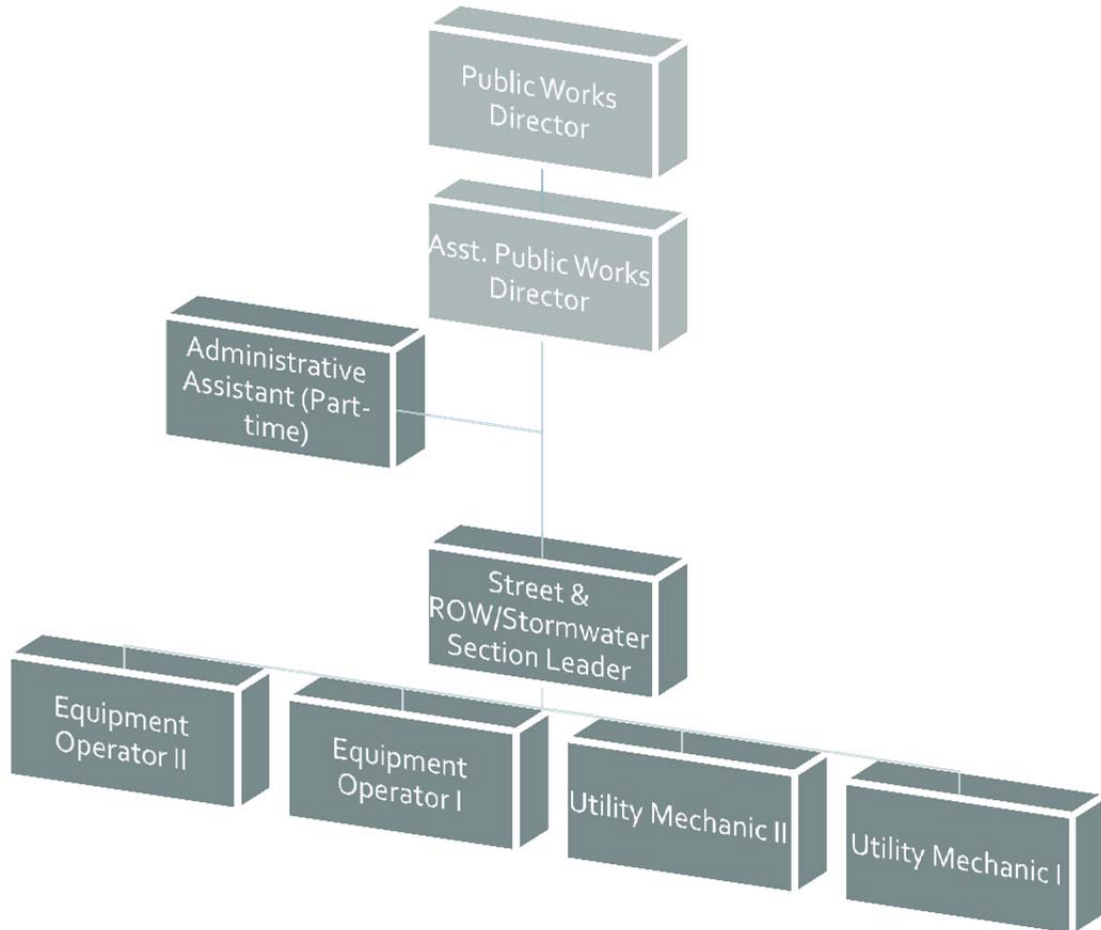 Public Works
Director
Asst. Public Works
Director
Administrative
Assistant (Part-
time)
Street &
ROW/Stormwater
Section Leader
Equipment
Operator II
Equipment
Operator I
Utility Mechanic II
Utility Mechanic I